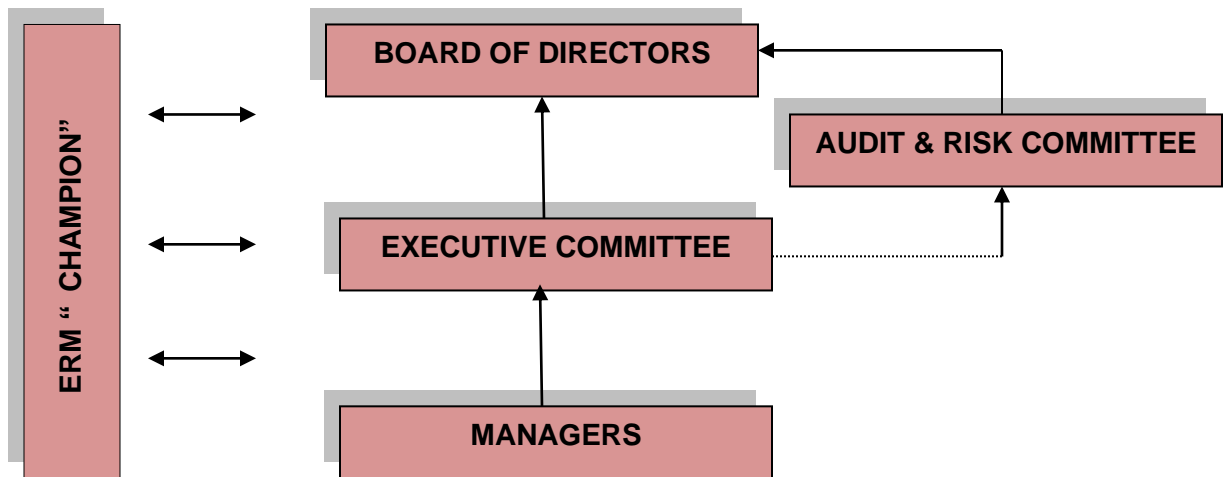 BOARD OF DIRECTORS
AUDIT & RISK COMMITTEE
ERM “ CHAMPION”
EXECUTIVE COMMITTEE
MANAGERS